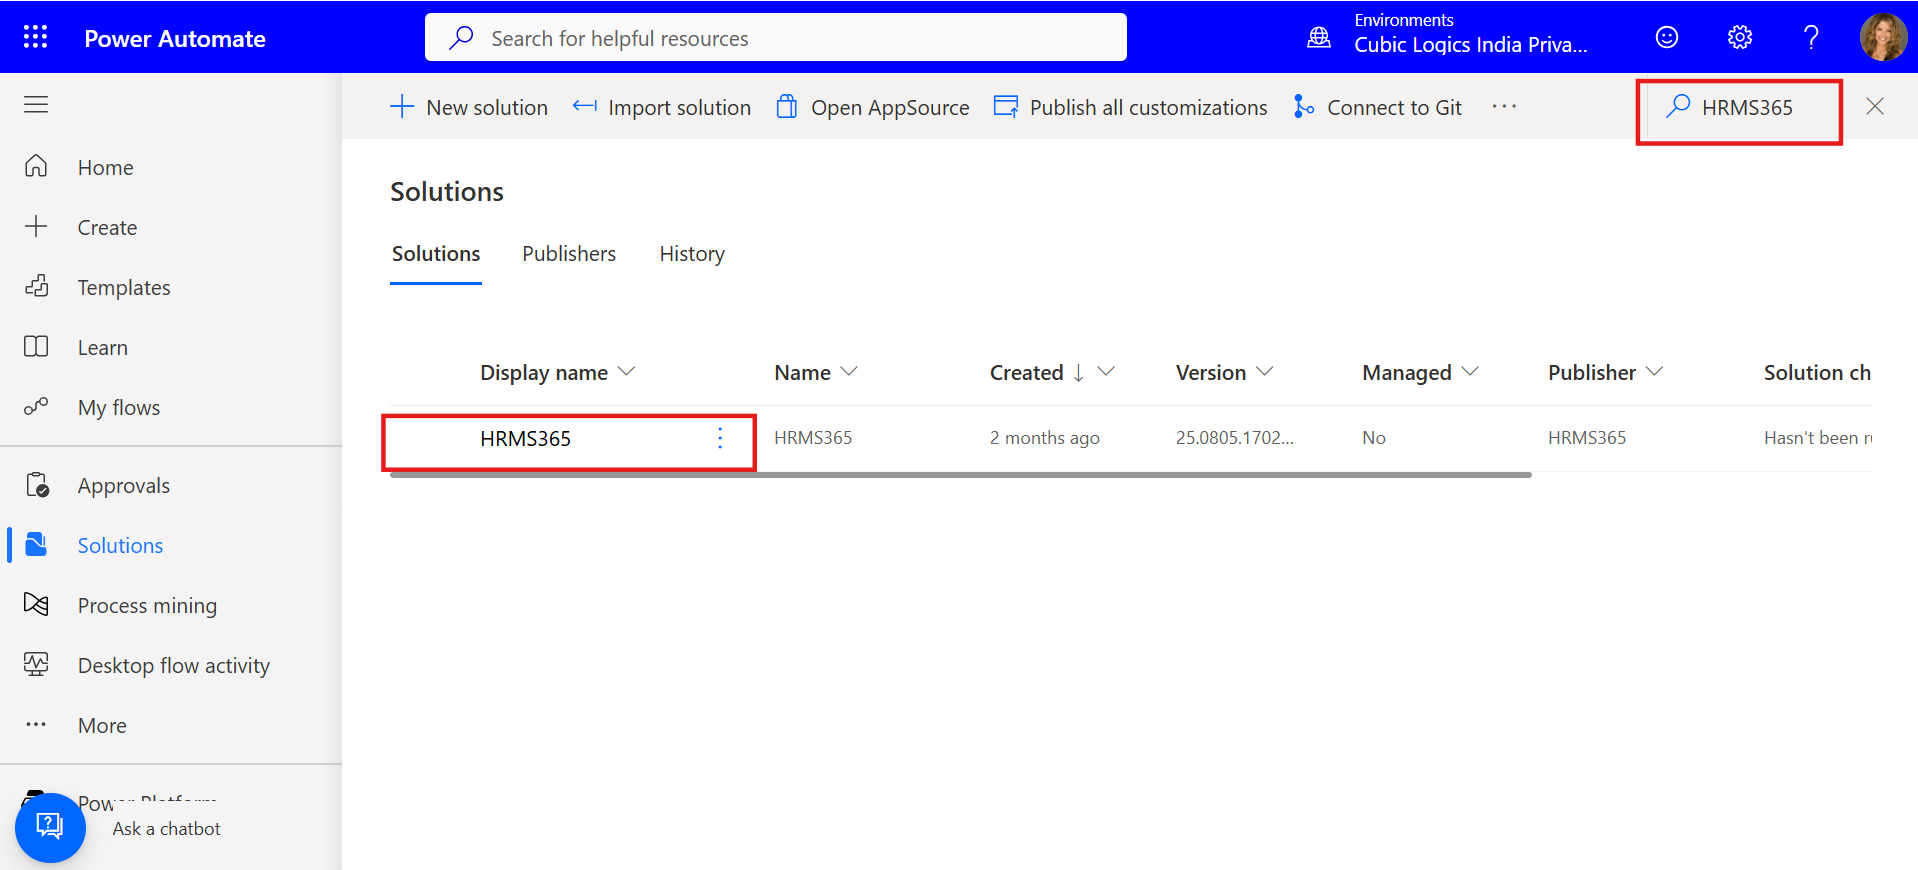 Power Automate
Search for helpful resources
Environments
Cubic Logics India Priva...
New solution
Import solution
Open AppSource
Publish all customizations
Connect to Git
HRMS365
Home
Create
Templates
Learn
My flows
Approvals
Solutions
Process mining
Desktop flow activity
More
Power Platform
Ask a chatbot
Solutions
Solutions Publishers History
Display name Name Created Version Managed Publisher Solution ch
HRMS365 HRMS365 2 months ago 25.0805.1702... No HRMS365 Hasn't been r